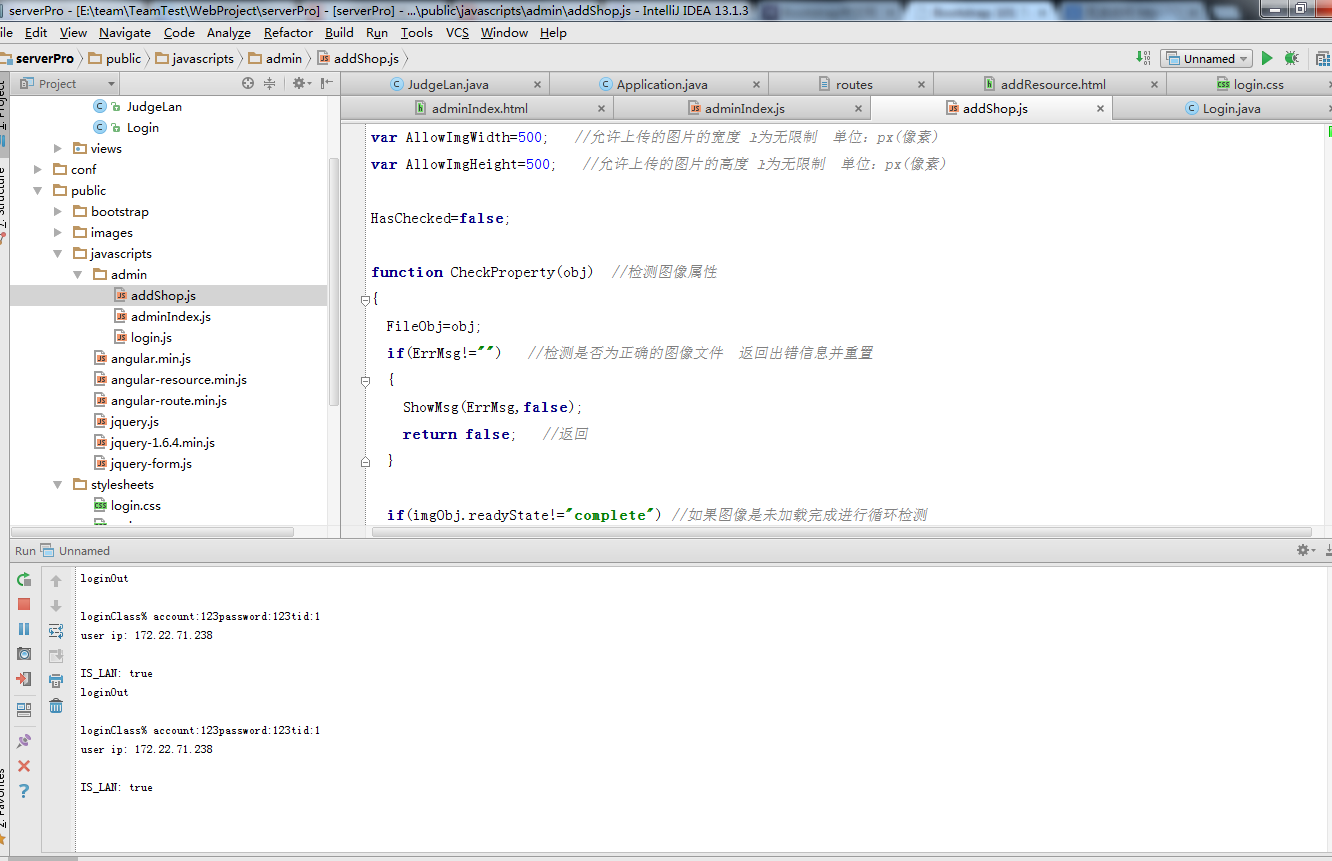 serverPro - [E:\team\TeamTest\WebProject\serverPro] - [serverPro] - ...\public\javascripts\admin\addShop.js - IntelliJ IDEA 13.1.3
ile Edit View Navigate Code Analyze Refactor Build Run Tools VCS Window Help
serverPro public javascripts admin addShop.js
Unnamed
Project
JudgeLan.java Application.java routes addResource.html login.css
adminIndex.html adminIndex.js addShop.js Login.java
JudgeLan
Login
views
conf
public
bootstrap
images
javascripts
admin
addShop.js
adminIndex.js
login.js
angular.min.js
angular-resource.min.js
angular-route.min.js
jquery.js
jquery-1.6.4.min.js
jquery-form.js
stylesheets
login.css
var AllowImgWidth=500; //允许上传的图片的宽度 1为无限制 单位：px(像素)
var AllowImgHeight=500; //允许上传的图片的高度 1为无限制 单位：px(像素)
HasChecked=false;
function CheckProperty(obj) //检测图像属性
{
FileObj=obj;
if(ErrMsg!="") //检测是否为正确的图像文件 返回出错信息并重置
{
ShowMsg(ErrMsg,false);
return false; //返回
}
if(imgObj.readyState!="complete") //如果图像是未加载完成进行循环检测
Run Unnamed
loginOut
loginClass% account:123password:123tid:1
user ip: 172.22.71.238
IS_LAN: true
loginOut
loginClass% account:123password:123tid:1
user ip: 172.22.71.238
IS_LAN: true